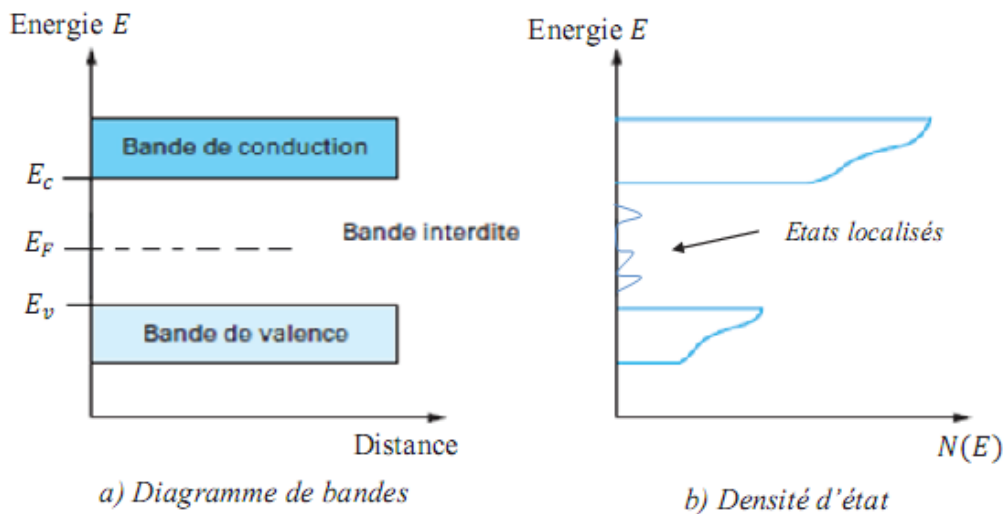 Energie E
Bande de conduction
E_c
E_F
Bande interdite
E_v
Bande de valence
Distance
a) Diagramme de bandes
Energie E
Etats localisés
N(E)
b) Densité d'état